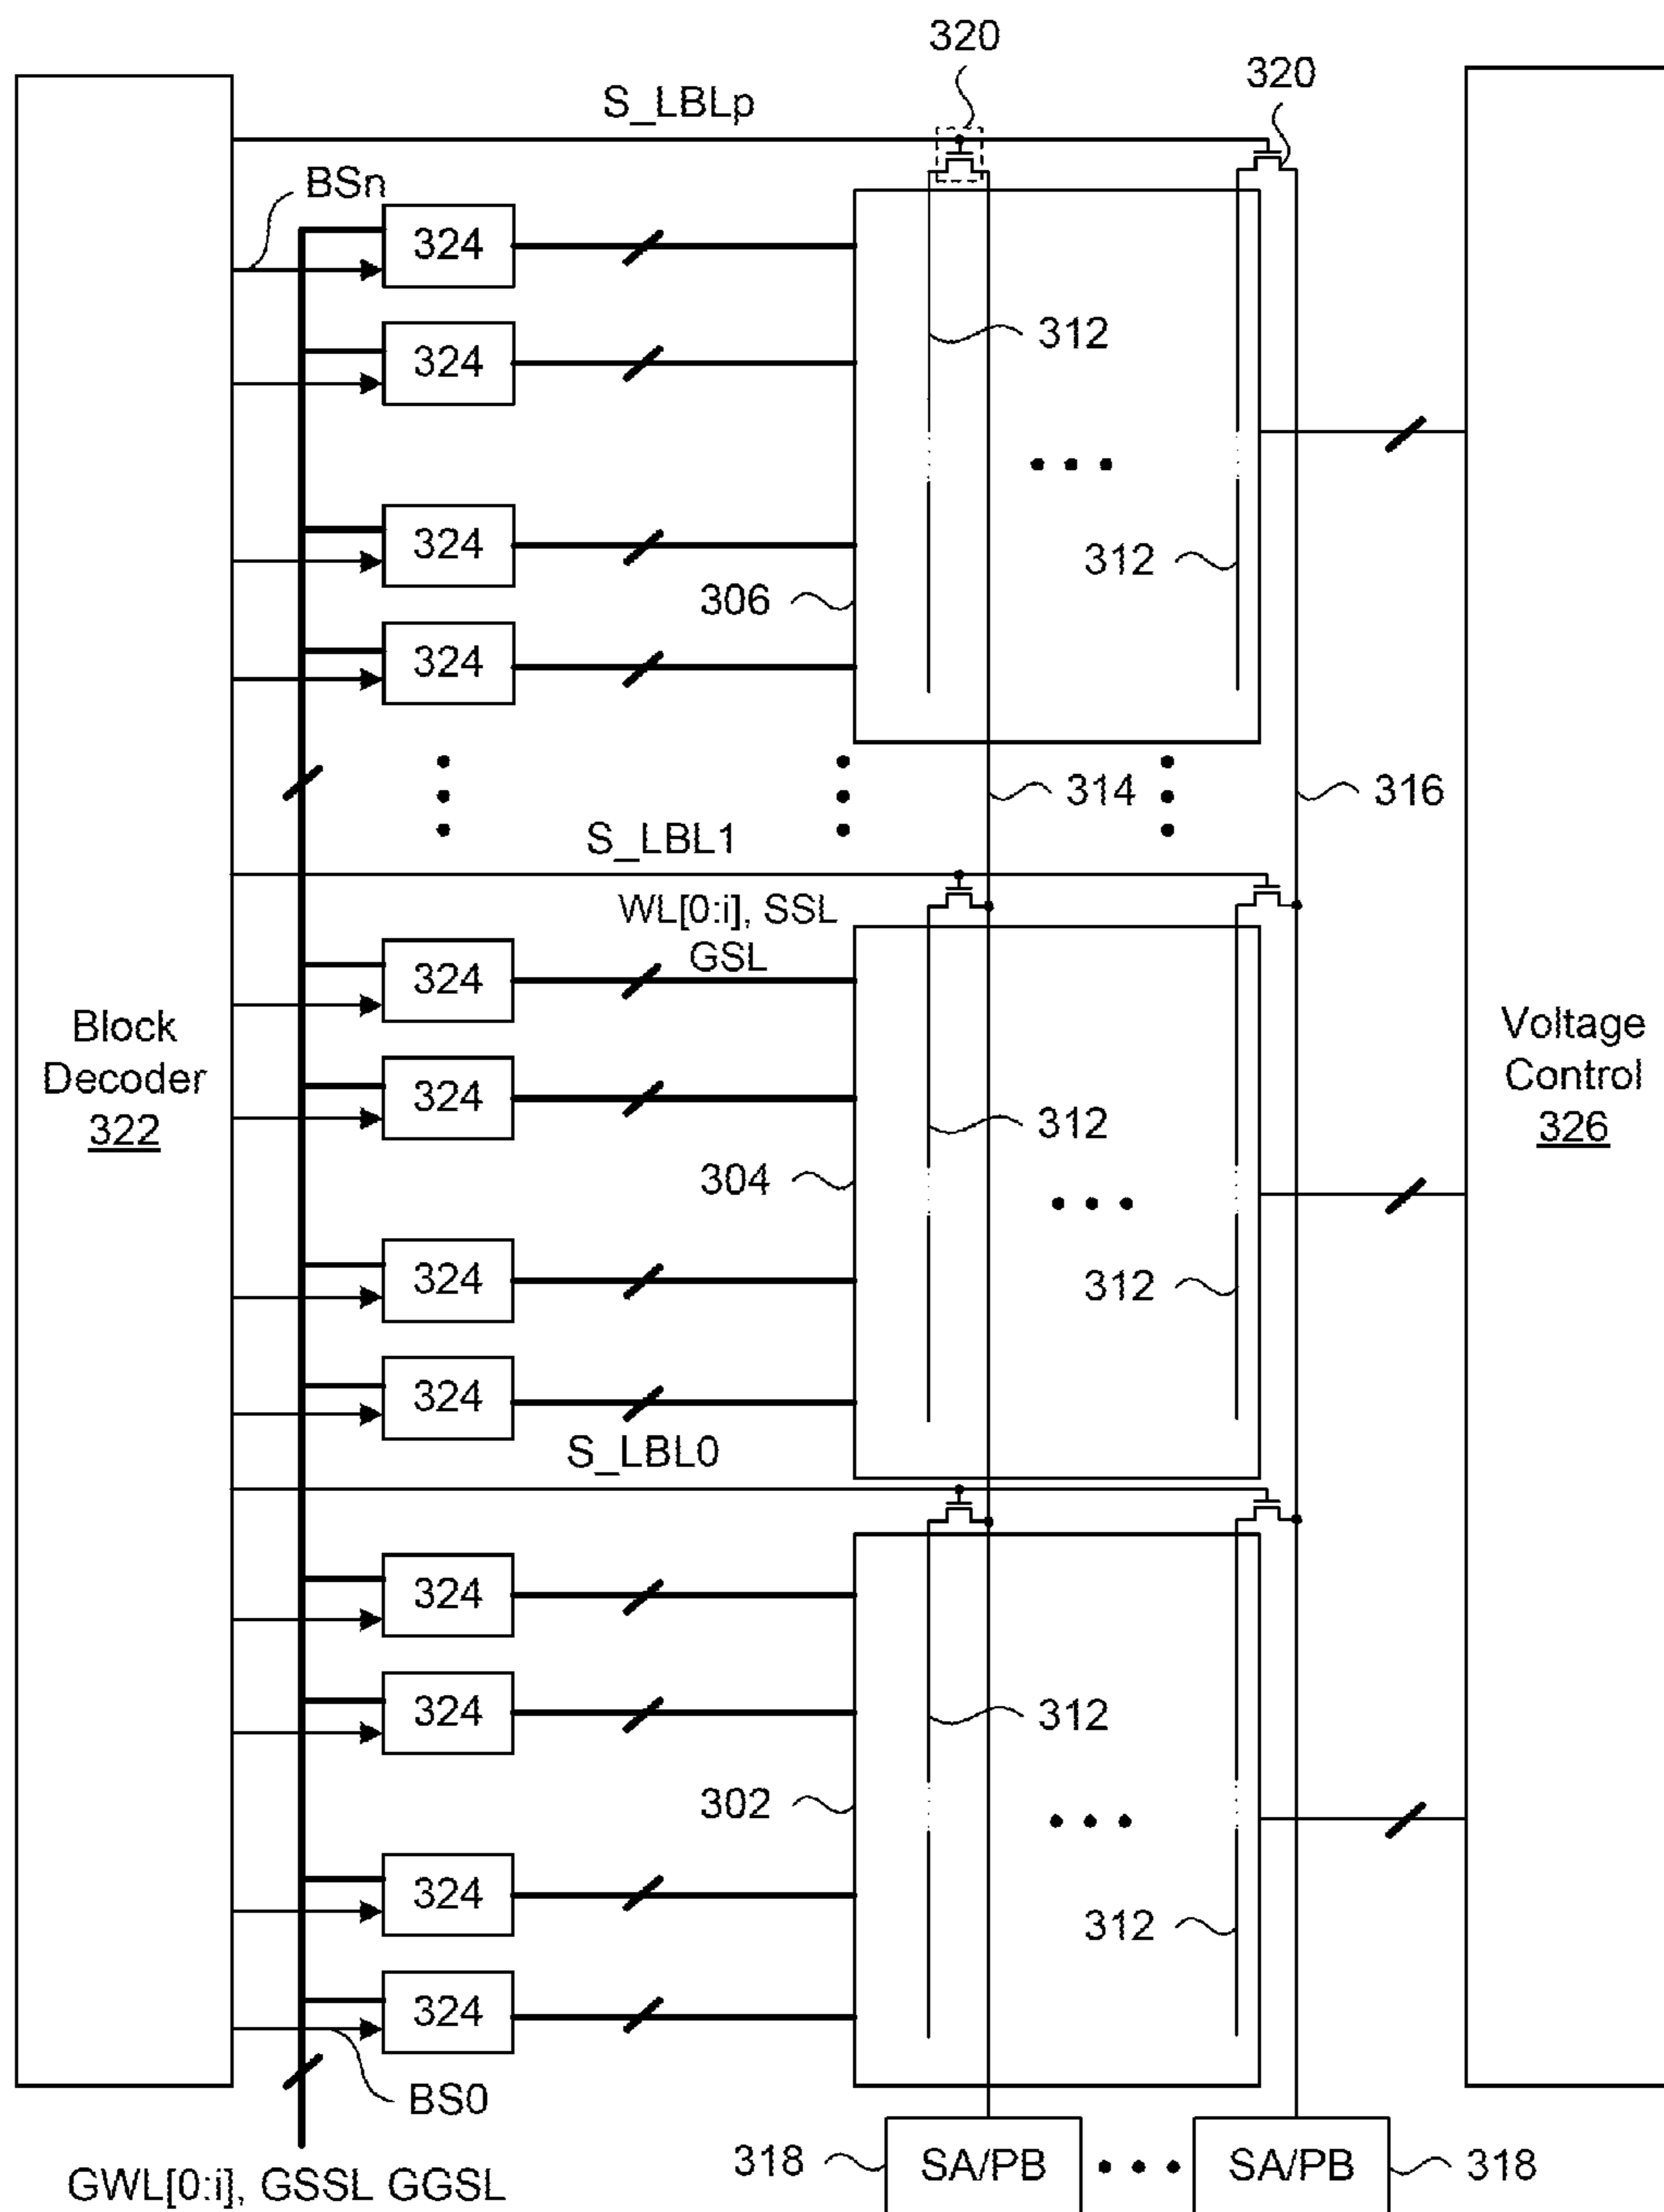 320
320
S_LBLp
BSn
324
324
312
324
312
306
324
314
316
S_LBL1
WL[0:i], SSL
GSL
324
Block
Decoder
322
Voltage
Control
326
324
312
304
324
312
324
S_LBL0
324
324
312
302
324
312
324
BS0
318
SA/PB
SA/PB
318
GWL[0:i], GSSL GGSL